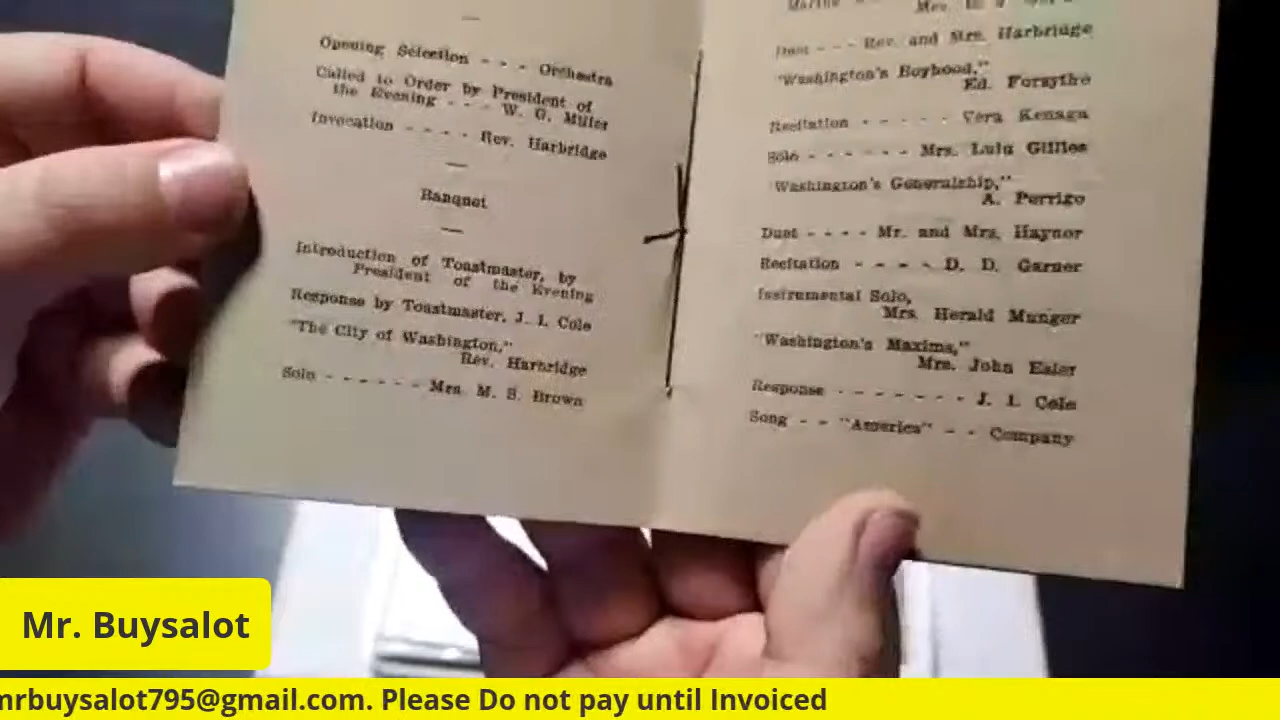 Opening Selection - - - Orchestra
Called to Order by President of
the Evening - - - W. G. Miller
Invocation - - - - Rev. Harbridge
Banquet
Introduction of Toastmaster, by
President of the Evening
Response by Toastmaster, J. I. Cole
"The City of Washington,"
Rev. Harbridge
Solo - - - - - - Mrs. M. S. Brown
Mrs.
Duet - - - Rev. and Mrs. Harbridge
"Washington's Boyhood,"
Ed. Forsythe
Recitation - - - - - Vera Kenaga
Solo - - - - - - Mrs. Lulu Gillies
"Washington's Generalship,"
A. Perrigo
Duet - - - - Mr. and Mrs. Haynor
Recitation - - - - D. D. Garner
Instrumental Solo,
Mrs. Herald Munger
"Washington's Maxims,"
Mrs. John Esler
Response - - - - - - - J. I. Cole
Song - - "America" - - Company
Mr. Buysalot
mrbuysalot795@gmail.com. Please Do not pay until Invoiced